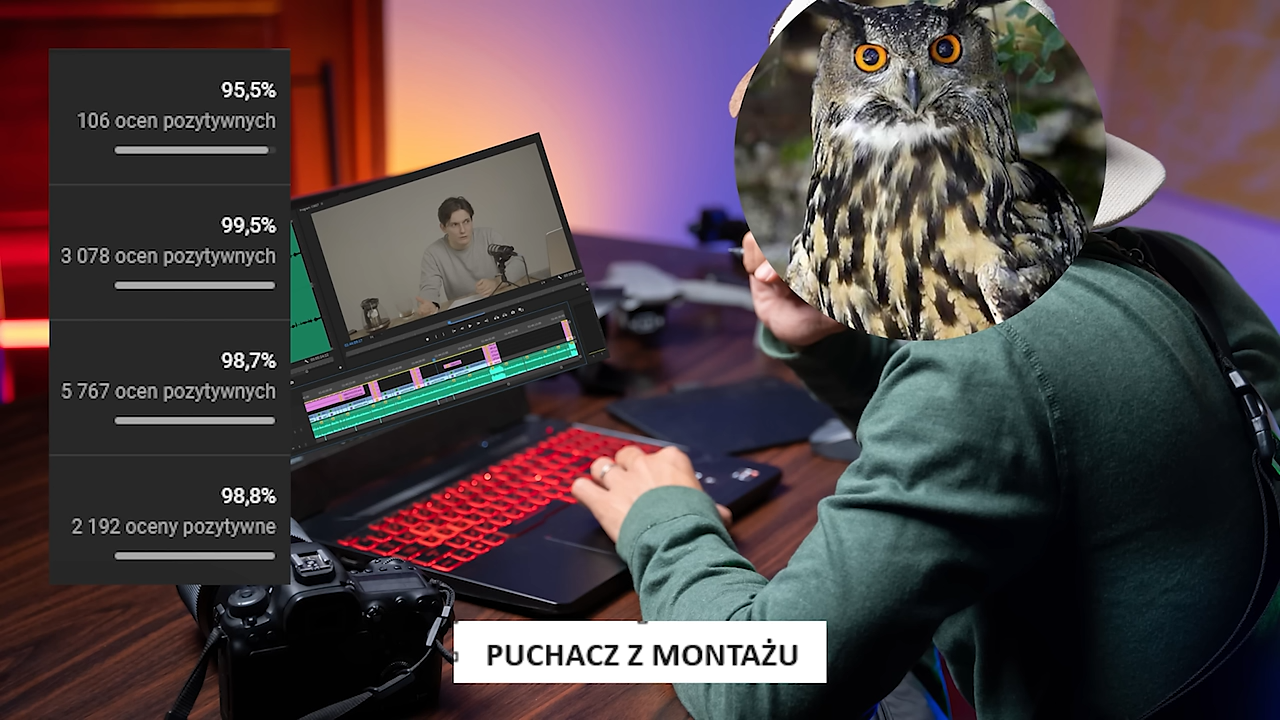 95,5%
106 ocen pozytywnych
99,5%
3 078 ocen pozytywnych
98,7%
5 767 ocen pozytywnych
98,8%
2 192 oceny pozytywne
PUCHACZ Z MONTAŻU